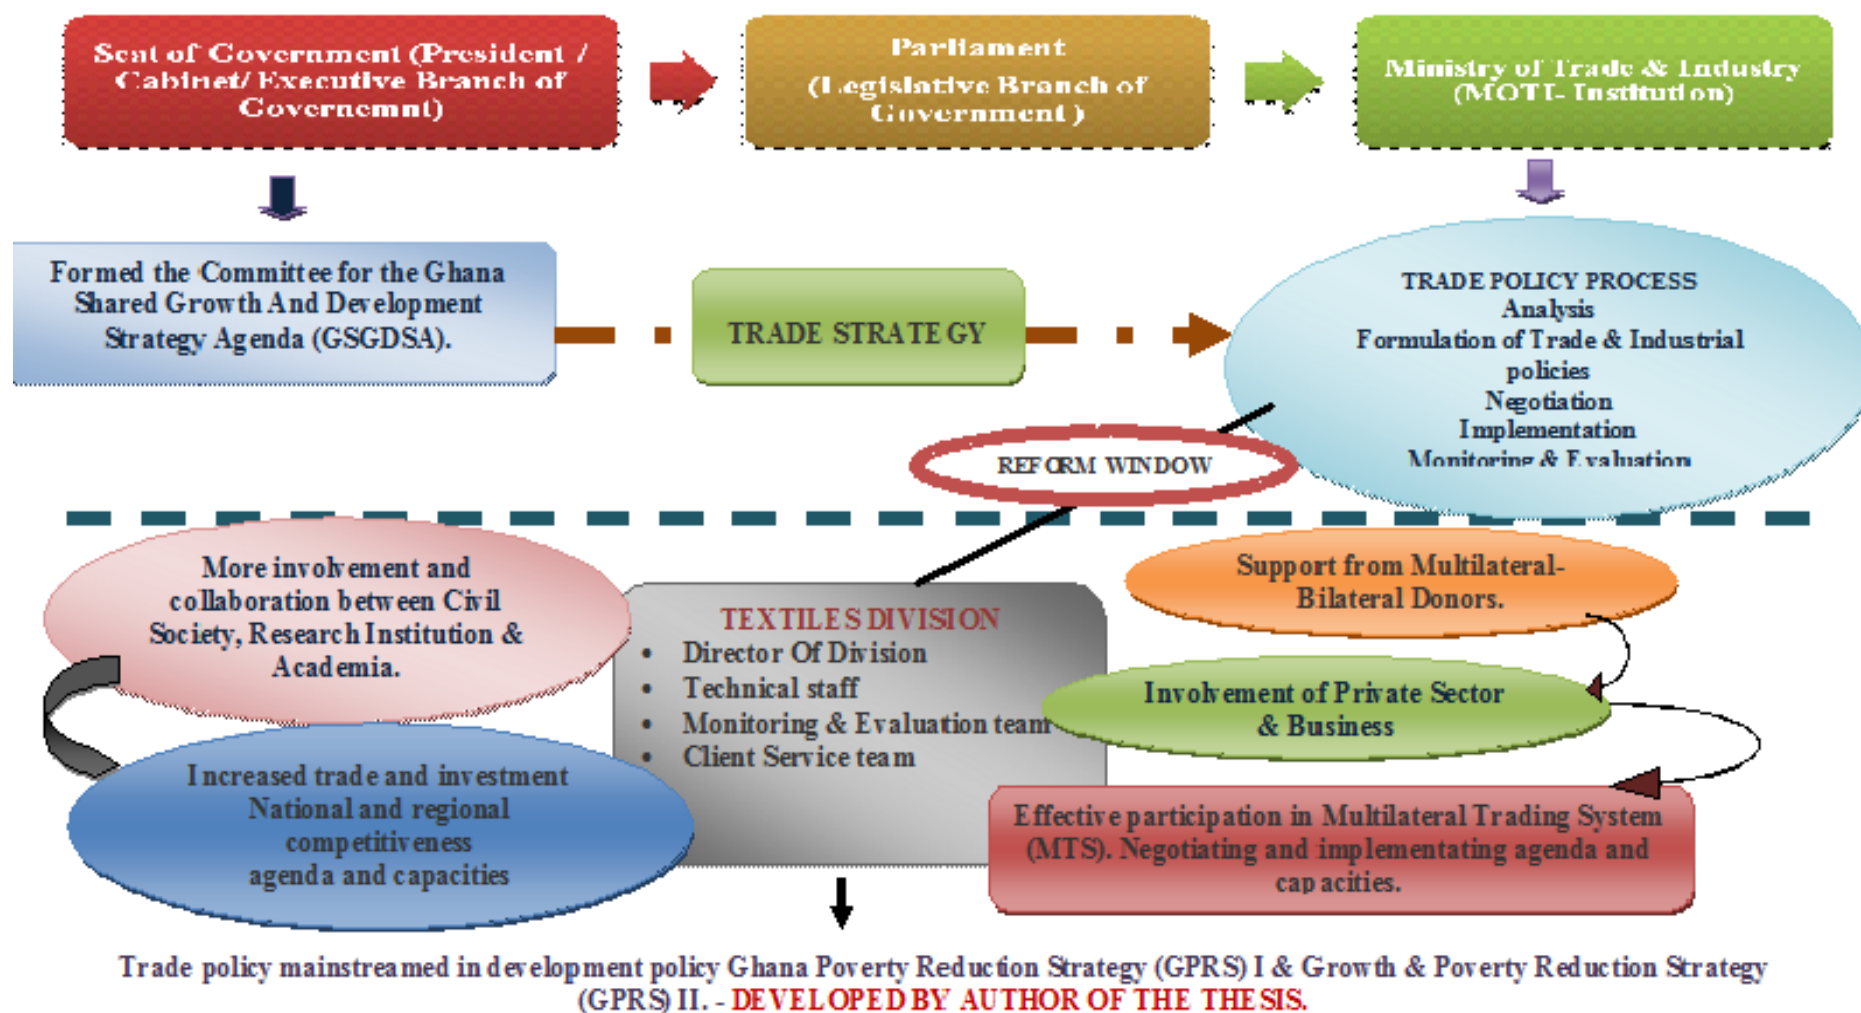 Seat of Government (President /
Cabinet/ Executive Branch of
Governemnt)
Parliament
(Legislative Branch of
Government )
Ministry of Trade & Industry
(MOTI- Institution)
Formed the Committee for the Ghana
Shared Growth And Development
Strategy Agenda (GSGDSA).
TRADE STRATEGY
TRADE POLICY PROCESS
Analysis
Formulation of Trade & Industrial
policies
Negotiation
Implementation
Monitoring & Evaluation
REFORM WINDOW
More involvement and
collaboration between Civil
Society, Research Institution &
Academia.
Increased trade and investment
National and regional
competitiveness
agenda and capacities
TEXTILES DIVISION
• Director Of Division
• Technical staff
• Monitoring & Evaluation team
• Client Service team
Support from Multilateral-
Bilateral Donors.
Involvement of Private Sector
& Business
Effective participation in Multilateral Trading System
(MTS). Negotiating and implementating agenda and
capacities.
Trade policy mainstreamed in development policy Ghana Poverty Reduction Strategy (GPRS) I & Growth & Poverty Reduction Strategy
(GPRS) II. - DEVELOPED BY AUTHOR OF THE THESIS.